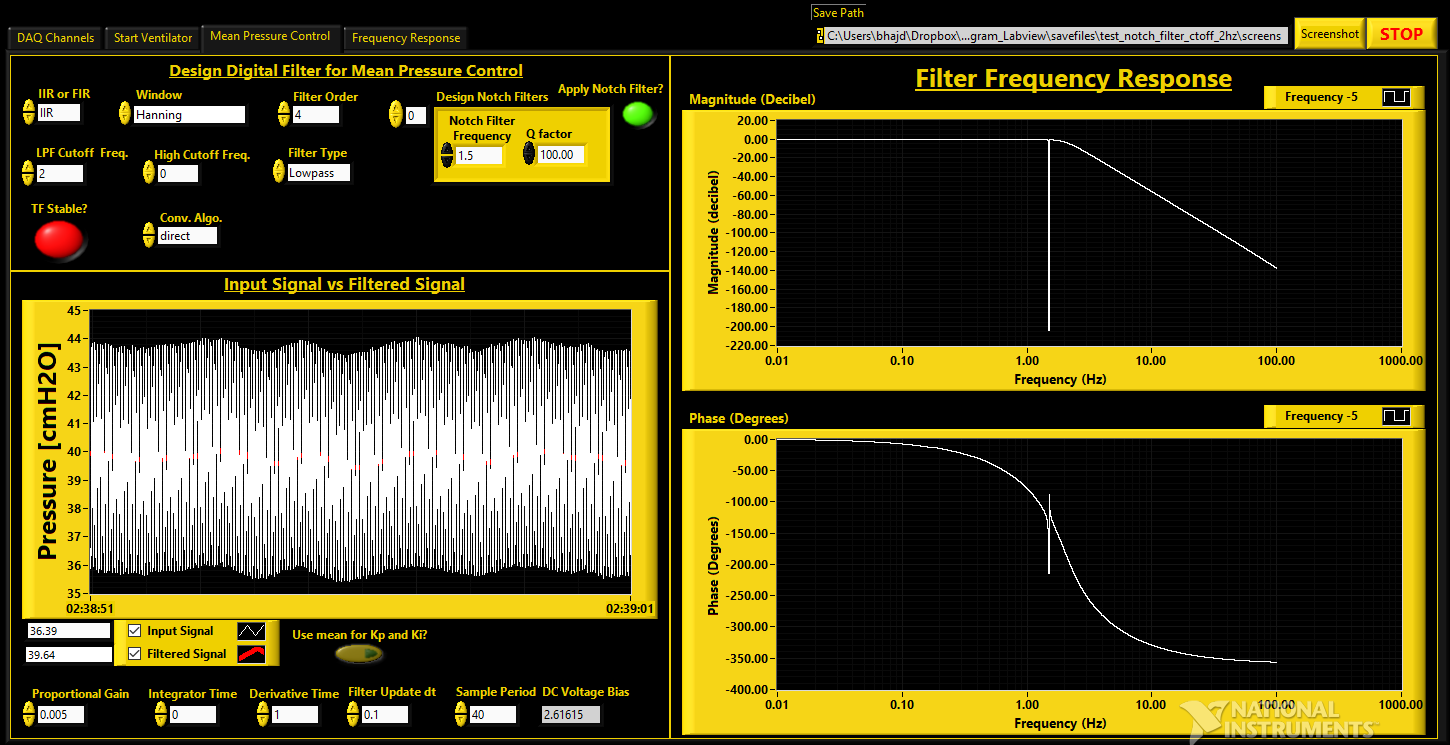 Save Path
DAQ Channels
Start Ventilator
Mean Pressure Control
Frequency Response
C:\Users\bhajd\Dropbox\...gram_Labview\savefiles\test_notch_filter_ctoff_2hz\screens
Screenshot
STOP
Design Digital Filter for Mean Pressure Control
IIR or FIR
IIR
Window
Hanning
Filter Order
4
0
Design Notch Filters
Apply Notch Filter?
Notch Filter
Frequency
1.5
Q factor
100.00
LPF Cutoff Freq.
2
High Cutoff Freq.
0
Filter Type
Lowpass
TF Stable?
Conv. Algo.
direct
Input Signal vs Filtered Signal
Pressure [cmH2O]
45
44
43
42
41
40
39
38
37
36
35
02:38:51
02:39:01
36.39
Input Signal
39.64
Filtered Signal
Use mean for Kp and Ki?
Proportional Gain
0.005
Integrator Time
0
Derivative Time
1
Filter Update dt
0.1
Sample Period
40
DC Voltage Bias
2.61615
Filter Frequency Response
Magnitude (Decibel)
Frequency -5
Magnitude (decibel)
20.00
0.00
-20.00
-40.00
-60.00
-80.00
-100.00
-120.00
-140.00
-160.00
-180.00
-200.00
-220.00
0.01
0.10
1.00
10.00
100.00
1000.00
Frequency (Hz)
Phase (Degrees)
Frequency -5
Phase (Degrees)
0.00
-50.00
-100.00
-150.00
-200.00
-250.00
-300.00
-350.00
-400.00
0.01
0.10
1.00
10.00
100.00
1000.00
Frequency (Hz)
NATIONAL
INSTRUMENTS